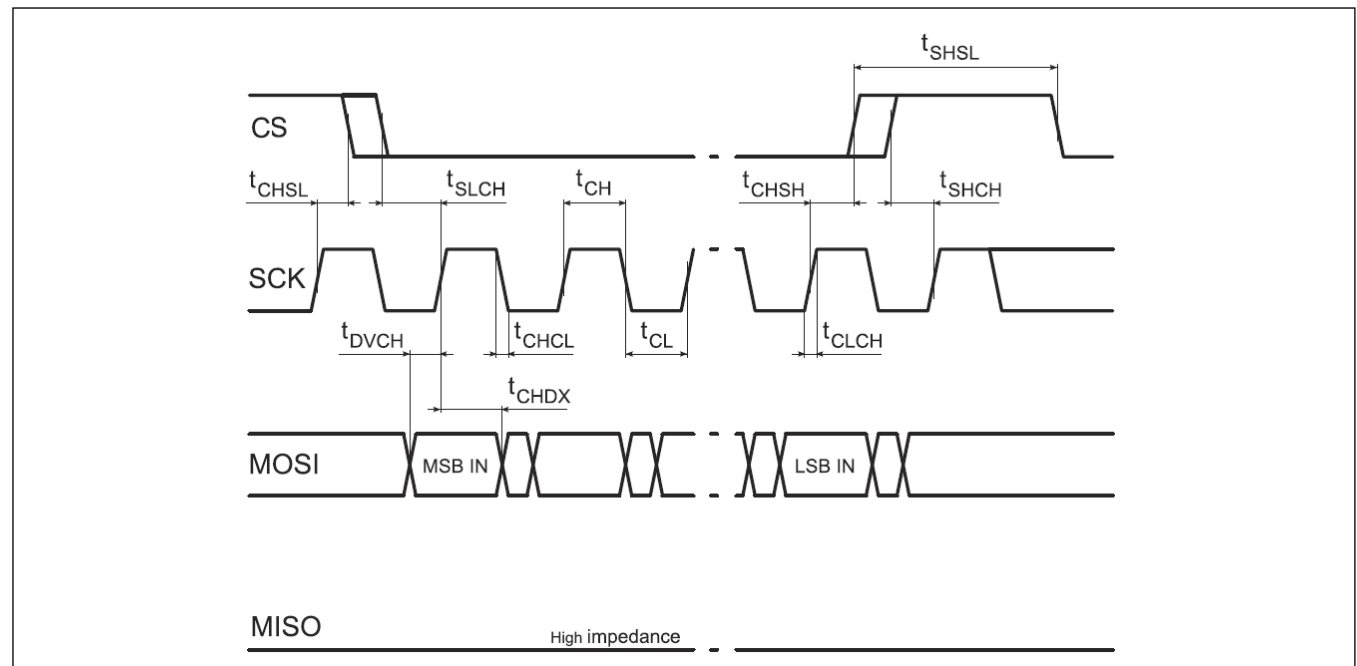 tSHSL
CS
tCHSL tSLCH tCH tCHSH tSHCH
SCK
tDVCH tCHCL tCL tCLCH
tCHDX
MOSI MSB IN LSB IN
MISO High impedance